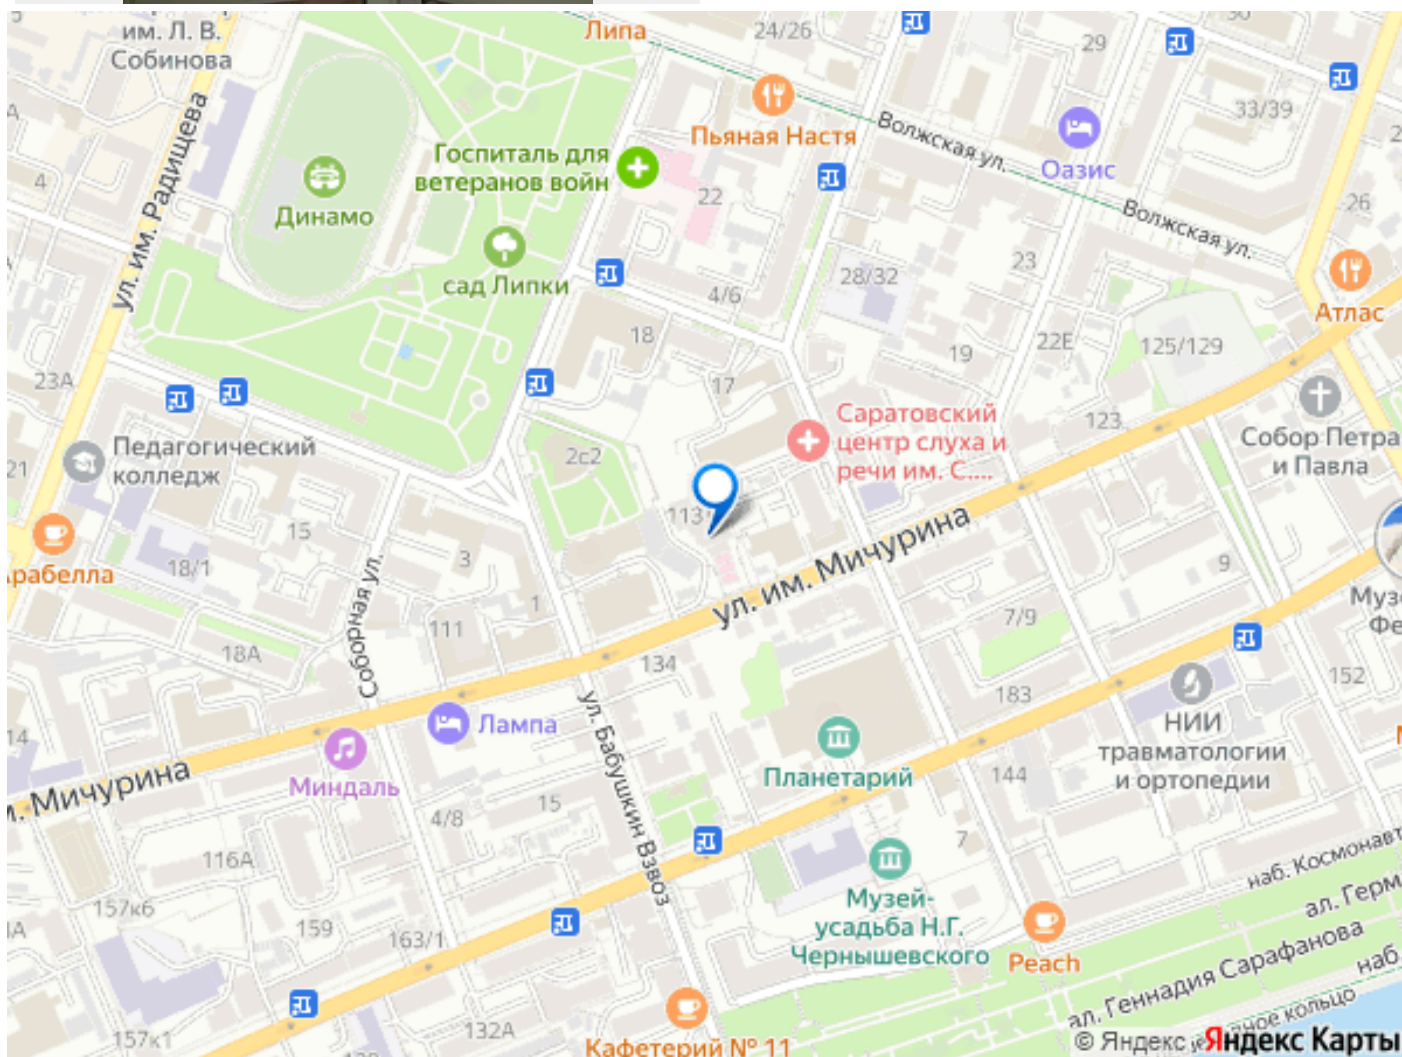 им. Л. В.
Собинова
Липа
24/26
29
33/39
Пьяная Настя
Волжская ул.
Оазис
ул. им. Радищева
4
Госпиталь для
ветеранов войн
22
Динамо
26
Волжская ул.
сад Липки
23
28/32
4/6
Атлас
18
22Е
125/129
19
23А
17
Саратовский
центр слуха и
речи им. С....
123
Собор Петра
и Павла
Педагогический
колледж
2с2
21
113
15
ул. им. Мичурина
3
9
18/1
Соборная ул.
1
7/9
111
18А
134
152
183
14
Лампа
НИИ
травматологии
и ортопедии
ул. Бабушкин Взвоз
Планетарий
Миндаль
144
им. Мичурина
15
4/8
7
116А
наб. Космонавт
157к6
Музей-
усадьба Н.Г.
Чернышевского
ал. Герм
159
163/1
Peach
ал. Геннадия Сарафанова
наб
157к1
132А
Кафетерий № 11
© Яндекс
Яндекс Карты